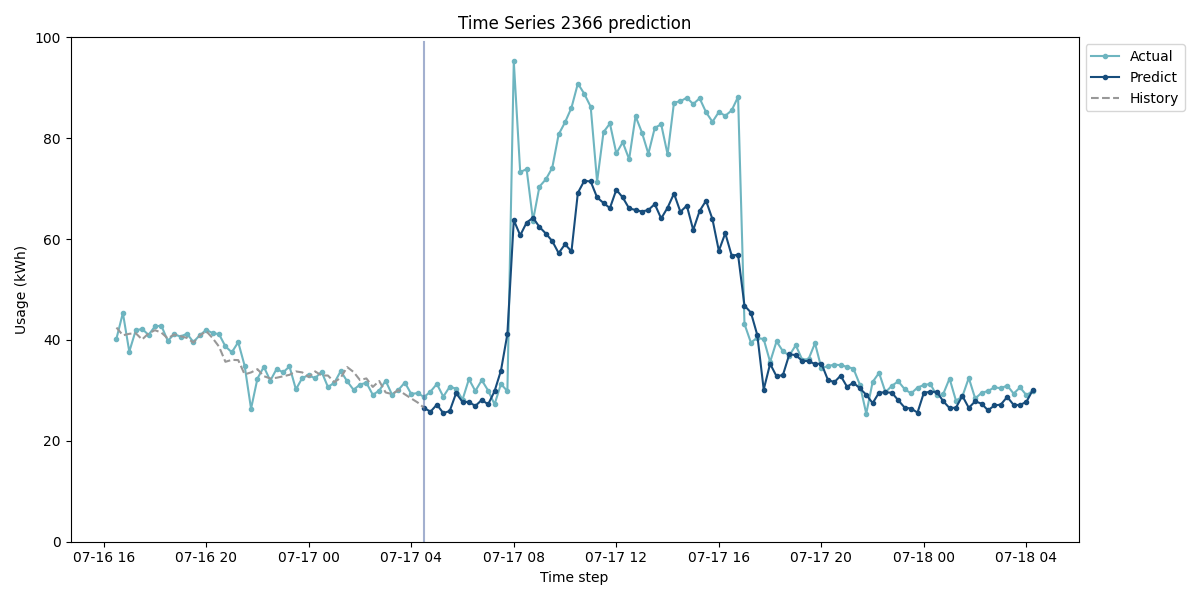 Time Series 2366 prediction
Usage (kWh)
100
80
60
40
20
0
07-16 16
07-16 20
07-17 00
07-17 04
07-17 08
07-17 12
07-17 16
07-17 20
07-18 00
07-18 04
Time step
Actual
Predict
History